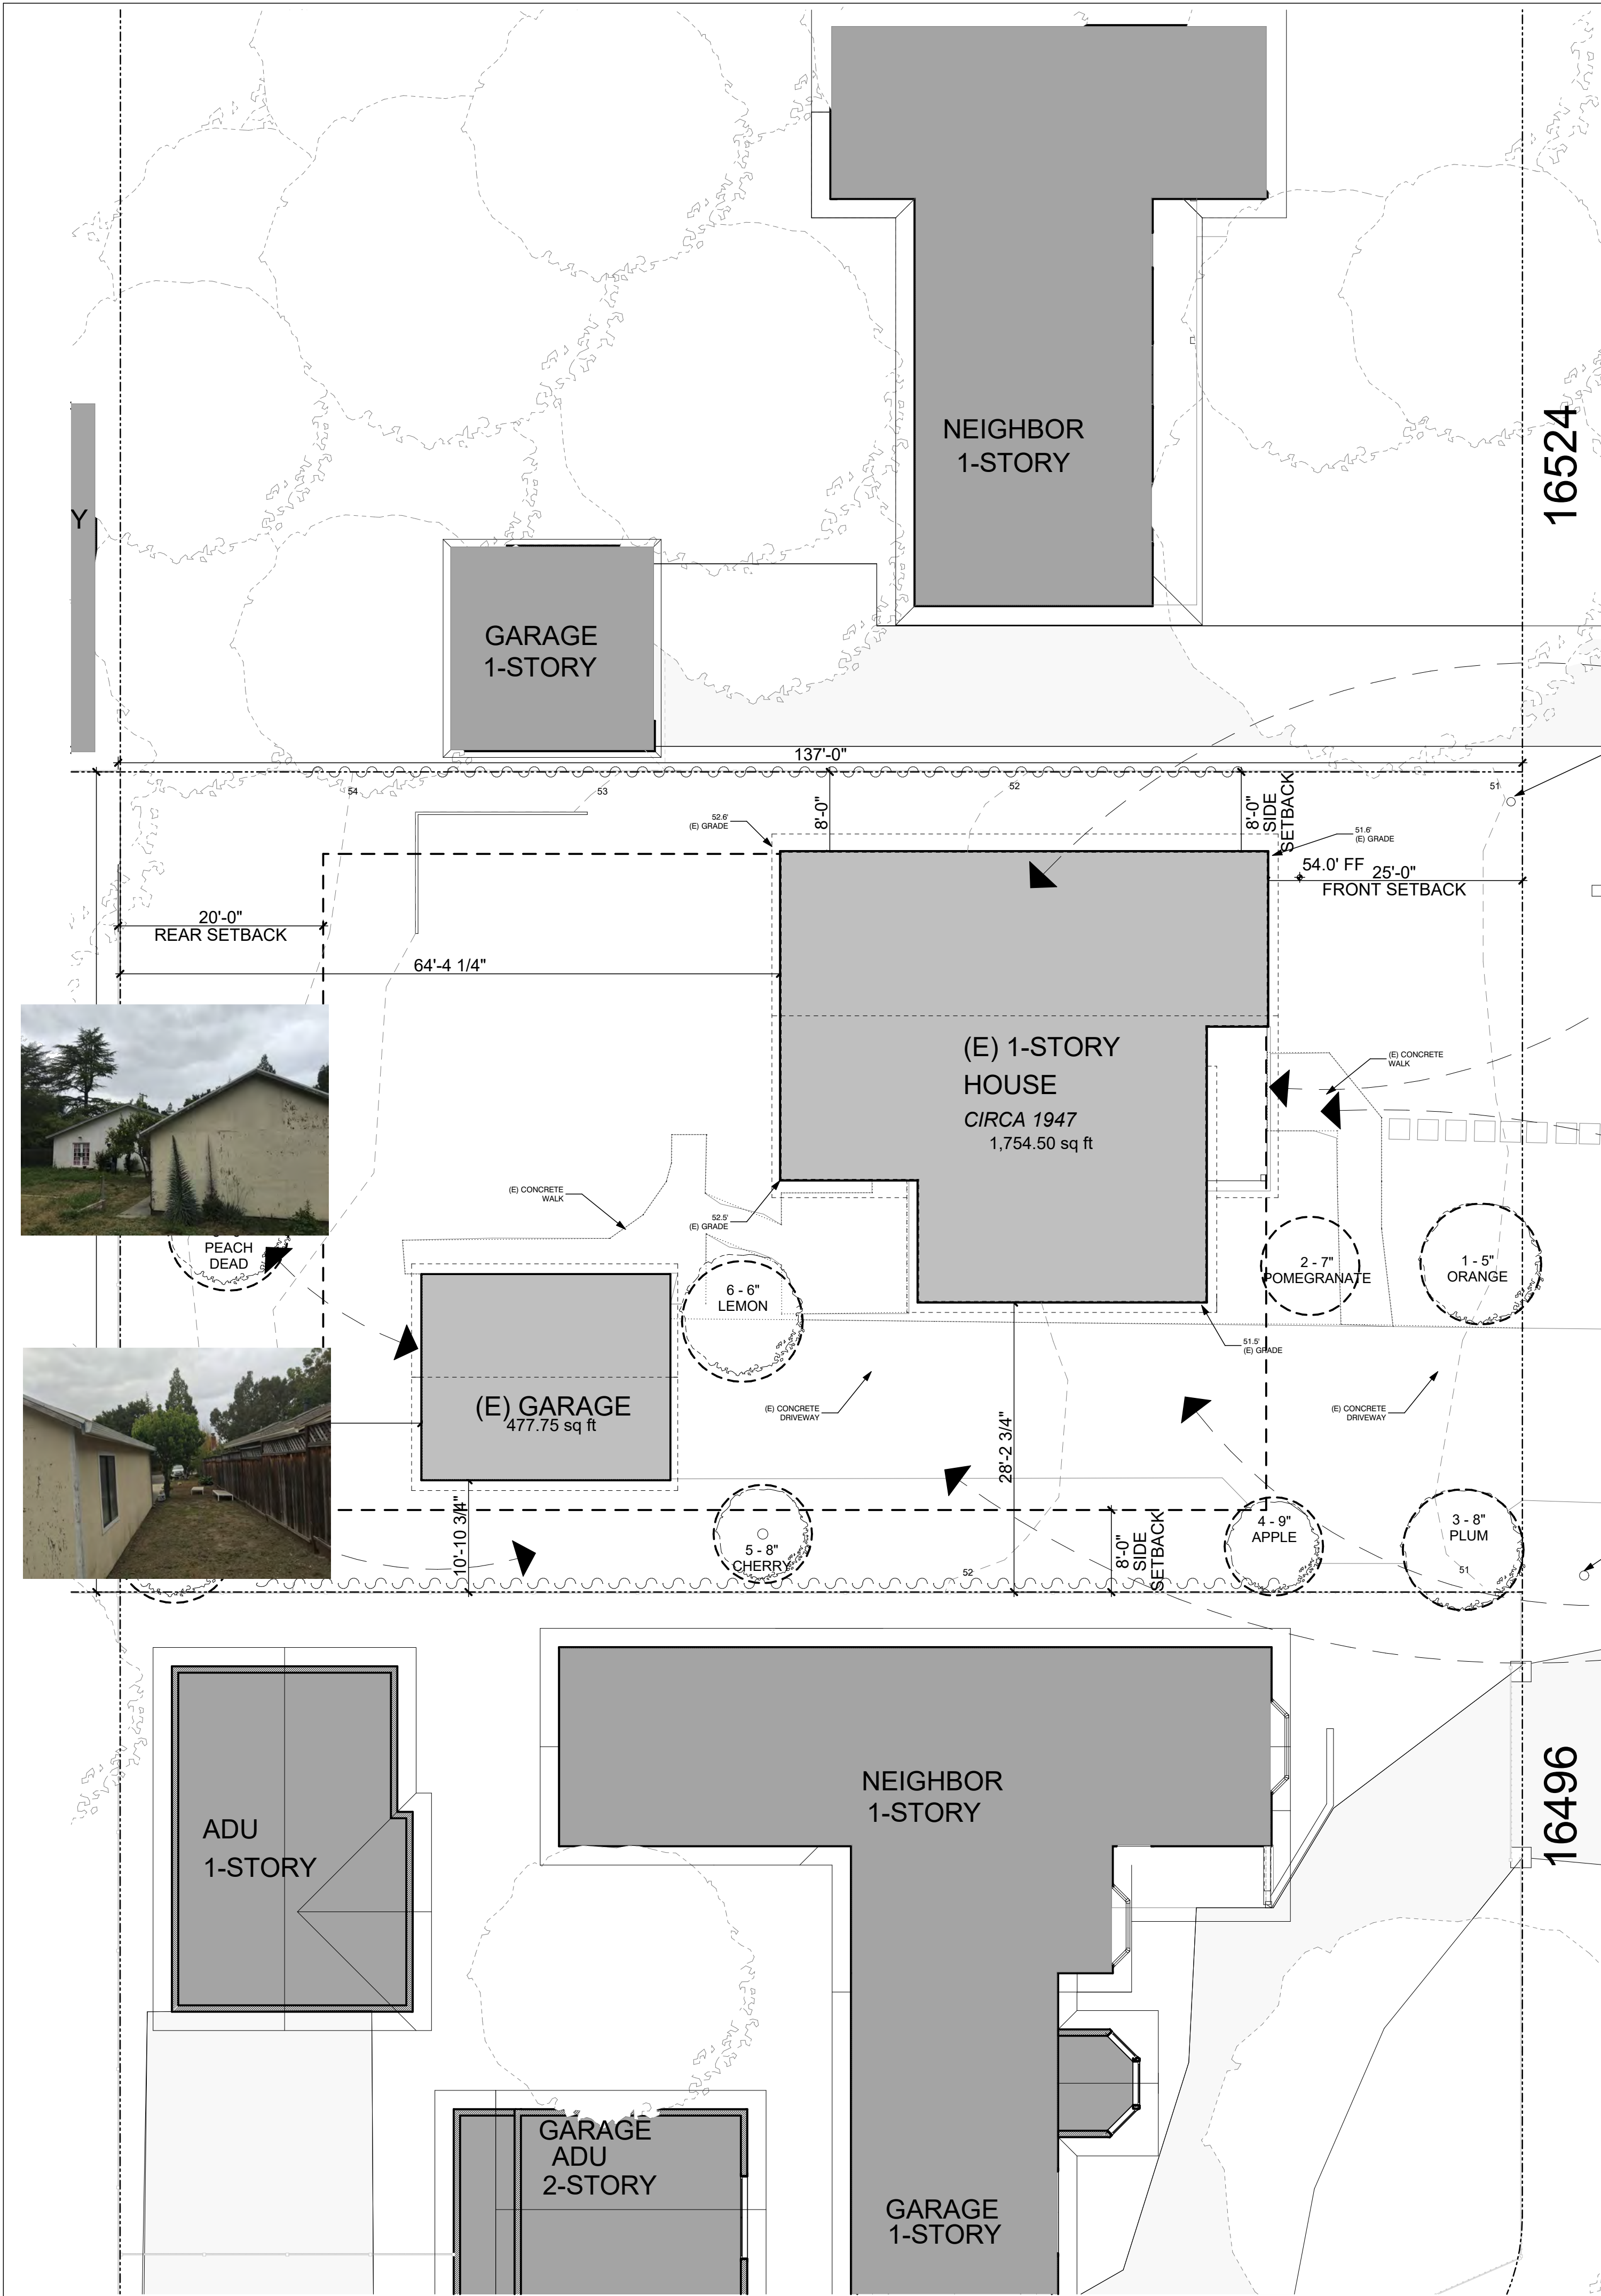 NEIGHBOR
1-STORY
16524
Y
GARAGE
1-STORY
137'-0"
54
53
52
51
8'-0"
8'-0"
SIDE
SETBACK
52.6'
(E) GRADE
51.6'
(E) GRADE
54.0' FF
25'-0"
FRONT SETBACK
20'-0"
REAR SETBACK
64'-4 1/4"
(E) 1-STORY
HOUSE
CIRCA 1947
1,754.50 sq ft
(E) CONCRETE
WALK
(E) CONCRETE
WALK
52.5'
(E) GRADE
PEACH
DEAD
6 - 6"
LEMON
2 - 7"
POMEGRANATE
1 - 5"
ORANGE
51.5'
(E) GRADE
(E) GARAGE
477.75 sq ft
(E) CONCRETE
DRIVEWAY
(E) CONCRETE
DRIVEWAY
28'-2 3/4"
10'-10 3/4"
5 - 8"
CHERRY
8'-0"
SIDE
SETBACK
4 - 9"
APPLE
3 - 8"
PLUM
52
51
NEIGHBOR
1-STORY
16496
ADU
1-STORY
GARAGE
ADU
2-STORY
GARAGE
1-STORY